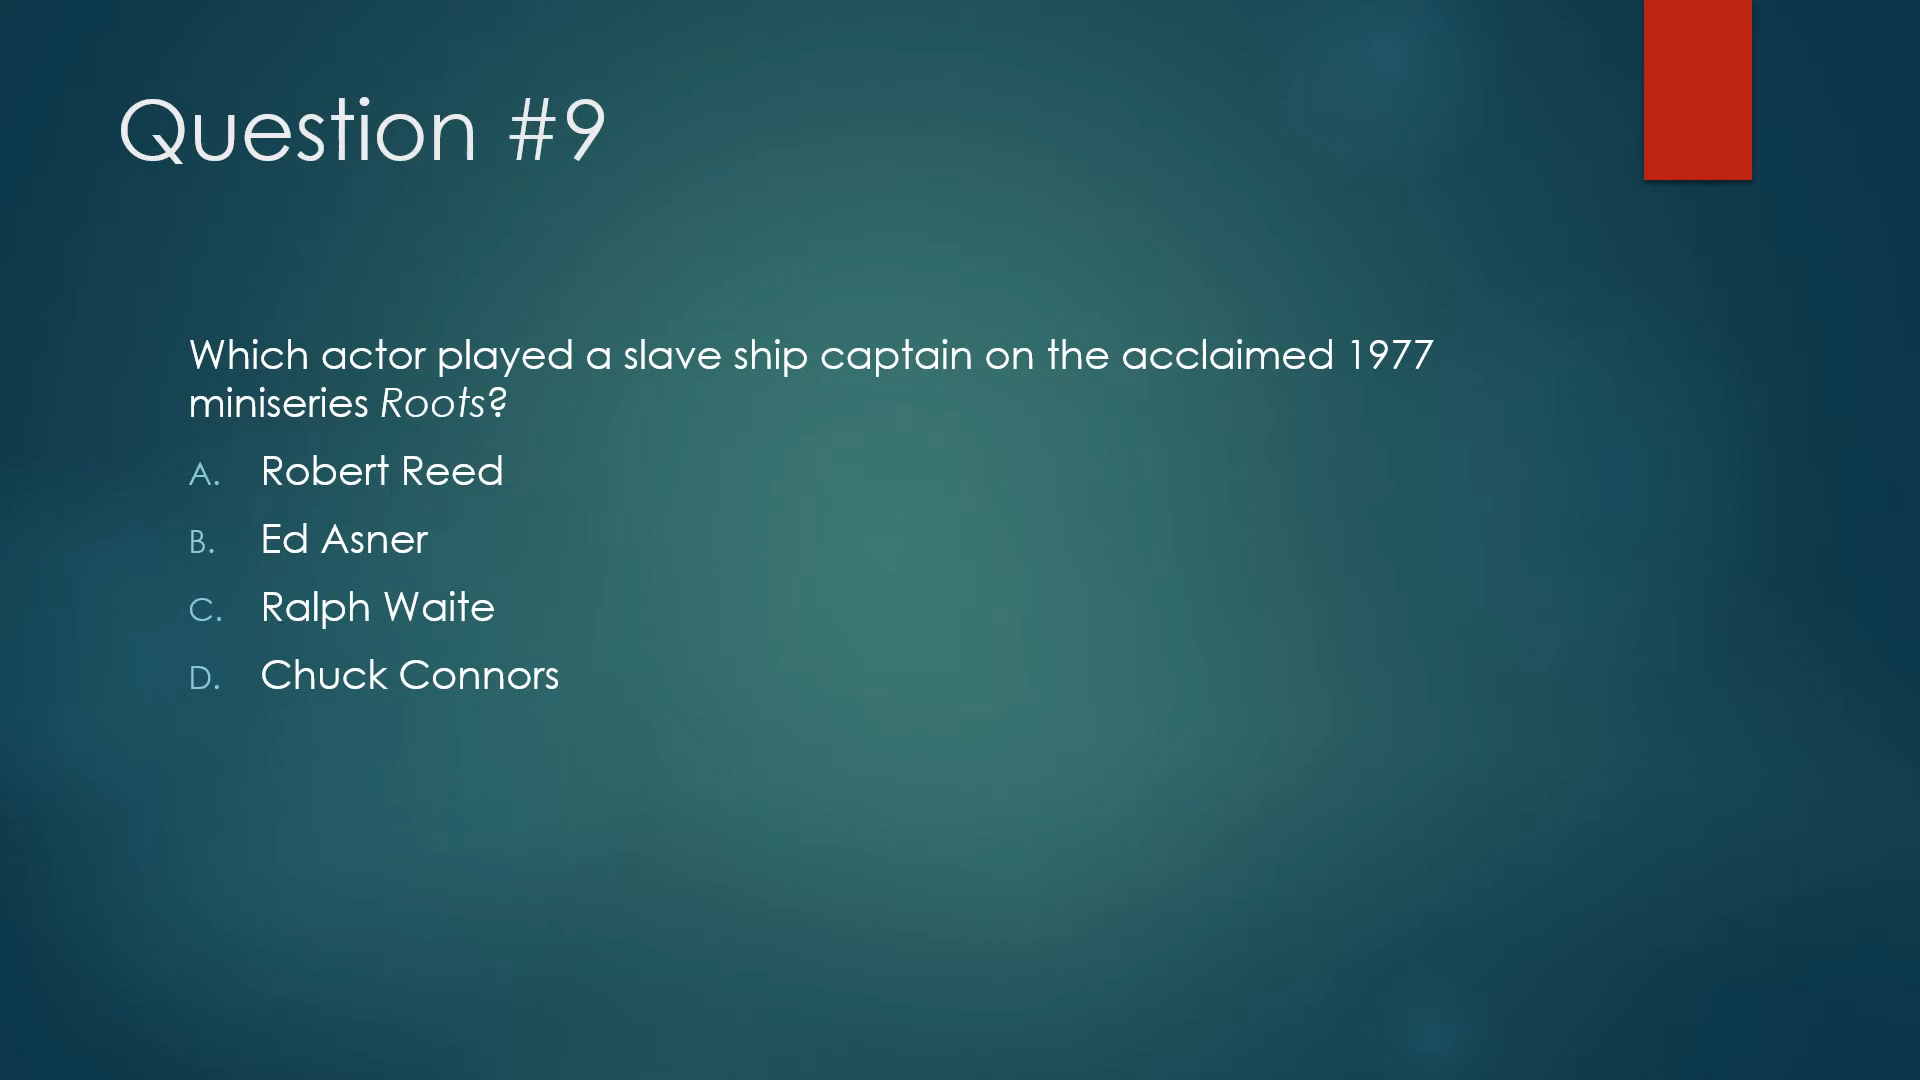 Question #9
Which actor played a slave ship captain on the acclaimed 1977
miniseries Roots?
A. Robert Reed
B. Ed Asner
C. Ralph Waite
D. Chuck Connors